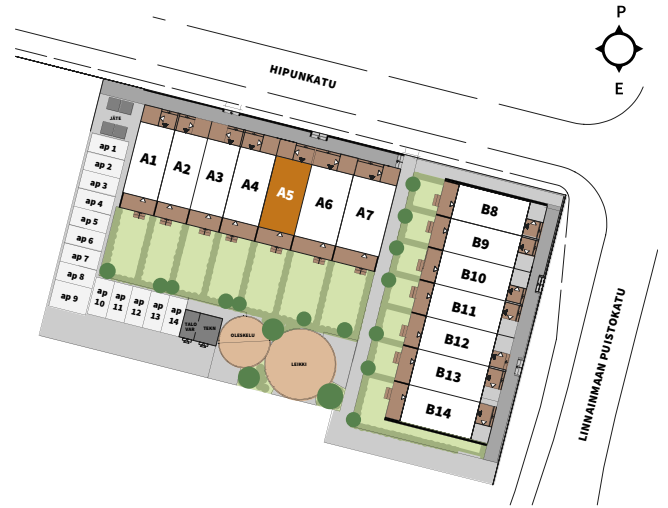 P
E
HIPUNKATU
LINNAINMAAN PUISTOKATU
JÄTE
ap 1
ap 2
ap 3
ap 4
ap 5
ap 6
ap 7
ap 8
ap 9
ap
10
ap
11
ap
12
ap
13
ap
14
TALO
VAR
TEKN
OLESKELU
LEIKKI
A1
A2
A3
A4
A5
A6
A7
B8
B9
B10
B11
B12
B13
B14